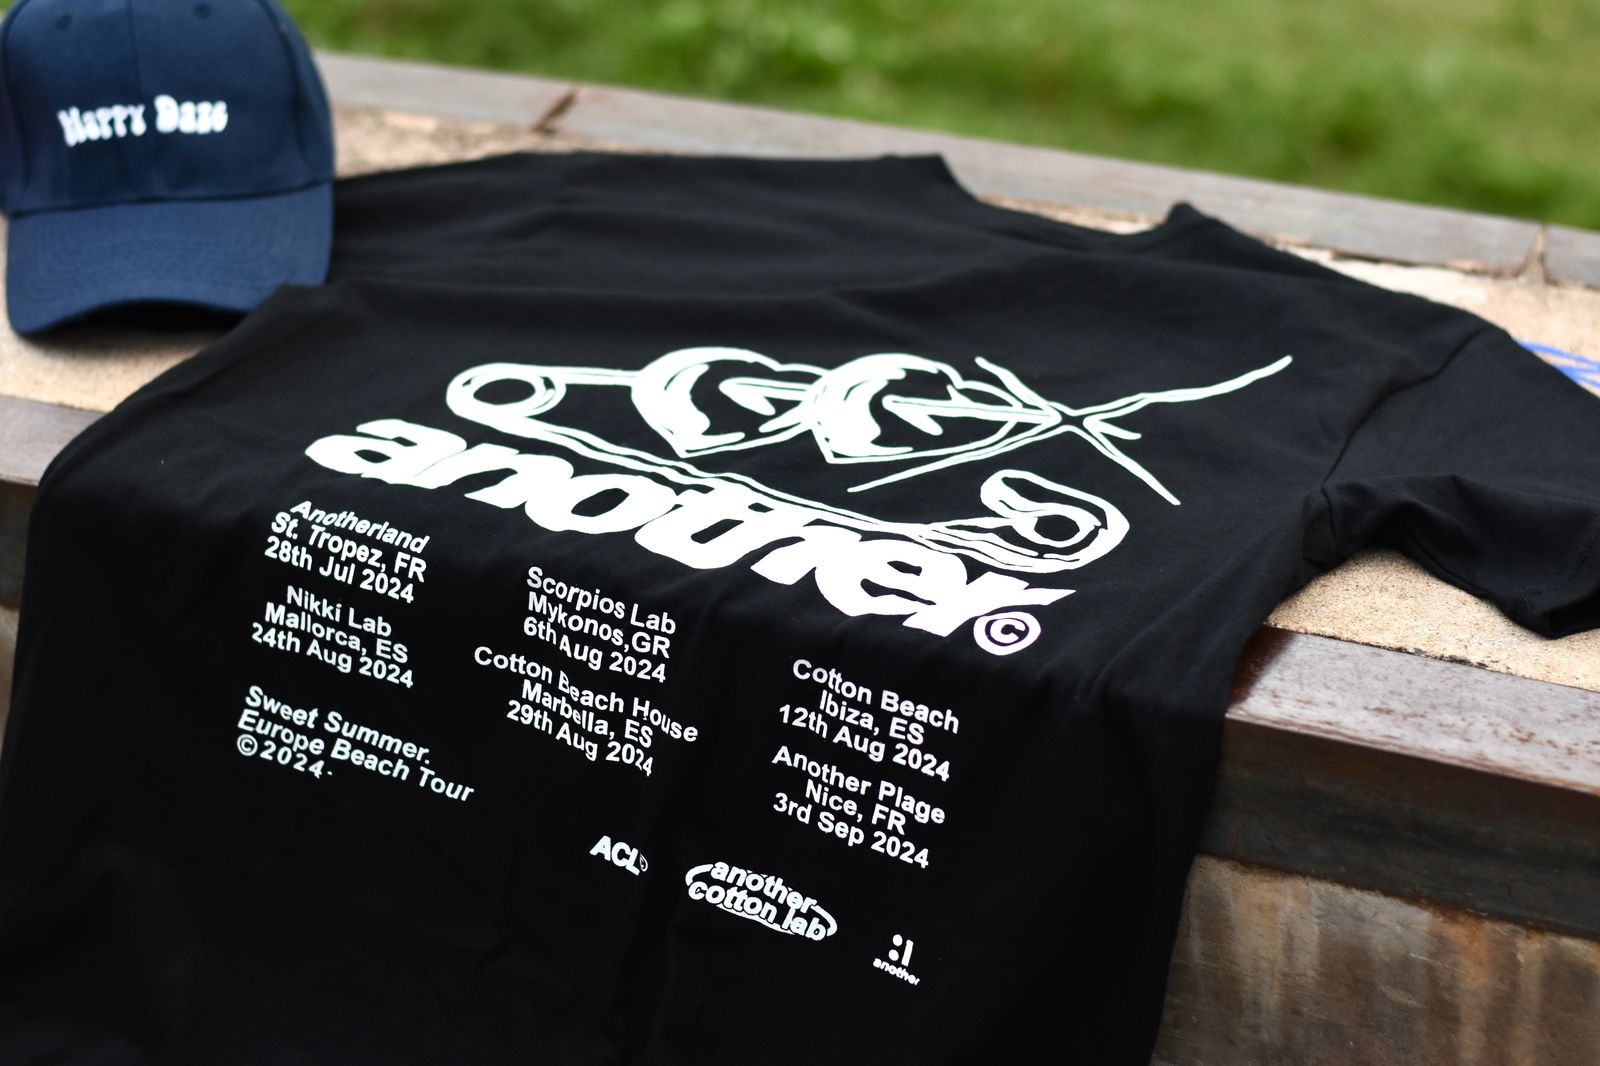 Happy Daze
another©
Anotherland
St. Tropez, FR
28th Jul 2024
Scorpios Lab
Mykonos,GR
6th Aug 2024
Cotton Beach
Ibiza, ES
12th Aug 2024
Nikki Lab
Mallorca, ES
24th Aug 2024
Cotton Beach House
Marbella, ES
29th Aug 2024
Another Plage
Nice, FR
3rd Sep 2024
Sweet Summer.
Europe Beach Tour
©2024.
ACL©
another
cotton lab
:I
another